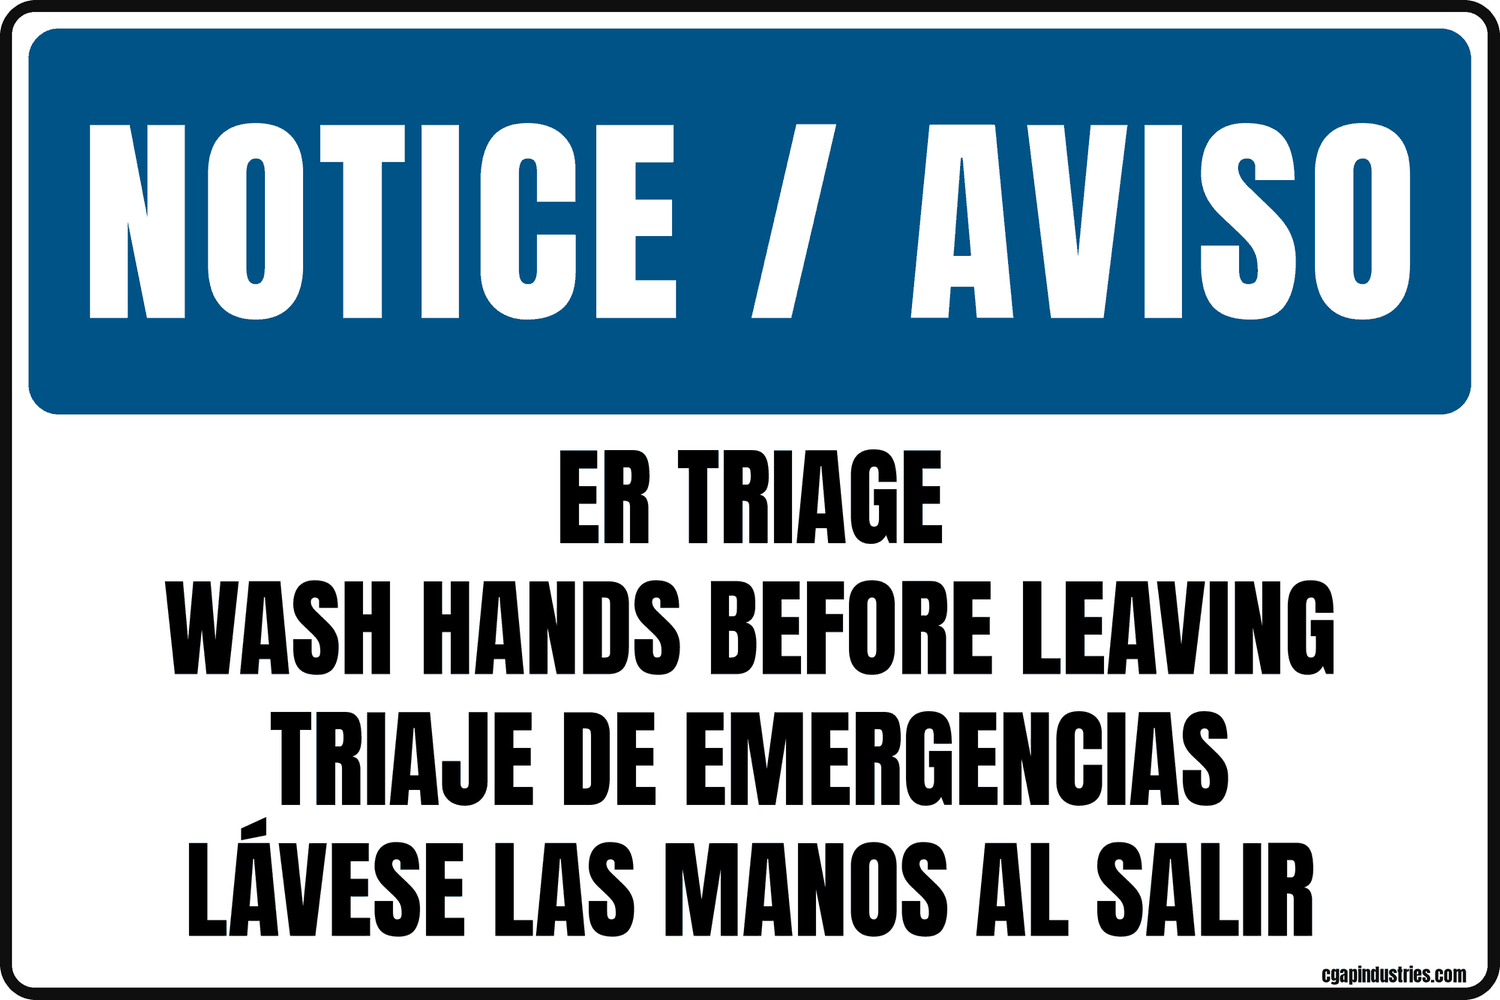 NOTICE / AVISO
ER TRIAGE
WASH HANDS BEFORE LEAVING
TRIAJE DE EMERGENCIAS
LÁVESE LAS MANOS AL SALIR
cgapindustries.com